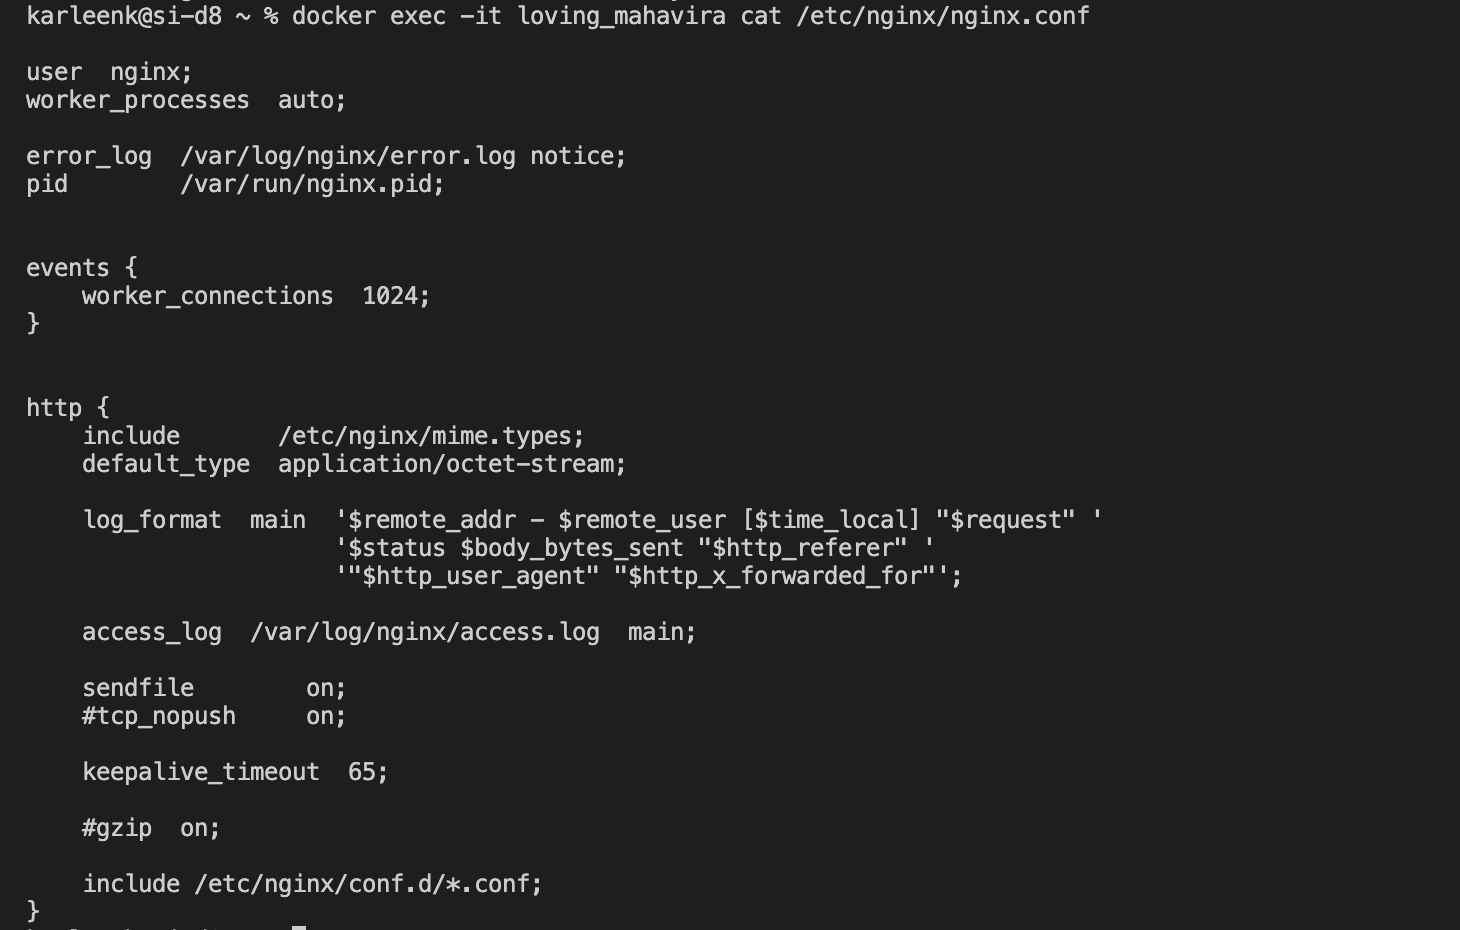 karleenk@si-d8 ~ % docker exec -it loving_mahavira cat /etc/nginx/nginx.conf
user  nginx;
worker_processes  auto;
error_log  /var/log/nginx/error.log notice;
pid        /var/run/nginx.pid;
events {
    worker_connections  1024;
}
http {
    include       /etc/nginx/mime.types;
    default_type  application/octet-stream;
    log_format  main  '$remote_addr - $remote_user [$time_local] "$request" '
                      '$status $body_bytes_sent "$http_referer" '
                      '"$http_user_agent" "$http_x_forwarded_for"';
    access_log  /var/log/nginx/access.log  main;
    sendfile        on;
    #tcp_nopush     on;
    keepalive_timeout  65;
    #gzip  on;
    include /etc/nginx/conf.d/*.conf;
}